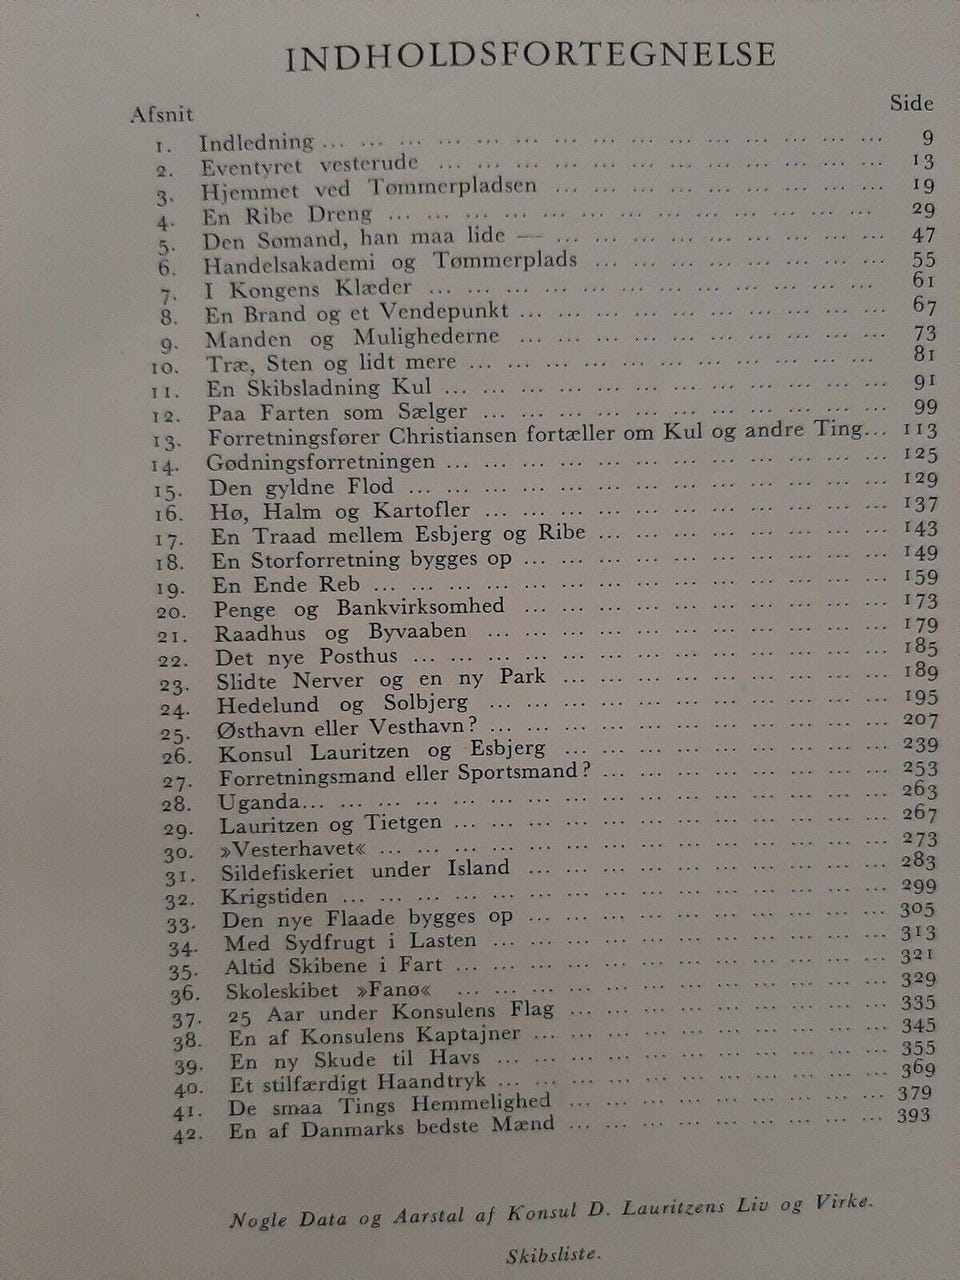 INDHOLDSFORTEGNELSE
Afsnit Side
1. Indledning ... ... ... ... ... ... ... ... ... ... ... ... ... ... ... 9
2. Eventyret vesterude ... ... ... ... ... ... ... ... ... ... ... ... 13
3. Hjemmet ved Tømmerpladsen ... ... ... ... ... ... ... ... ... 19
4. En Ribe Dreng ... ... ... ... ... ... ... ... ... ... ... ... ... 29
5. Den Sømand, han maa lide — ... ... ... ... ... ... ... ... ... 47
6. Handelsakademi og Tømmerplads ... ... ... ... ... ... ... ... 55
7. I Kongens Klæder ... ... ... ... ... ... ... ... ... ... ... ... 61
8. En Brand og et Vendepunkt ... ... ... ... ... ... ... ... ... ... 67
9. Manden og Mulighederne ... ... ... ... ... ... ... ... ... ... 73
10. Træ, Sten og lidt mere ... ... ... ... ... ... ... ... ... ... ... 81
11. En Skibsladning Kul ... ... ... ... ... ... ... ... ... ... ... ... 91
12. Paa Farten som Sælger ... ... ... ... ... ... ... ... ... ... ... 99
13. Forretningsfører Christiansen fortæller om Kul og andre Ting... 113
14. Gødningsforretningen ... ... ... ... ... ... ... ... ... ... ... ... 125
15. Den gyldne Flod ... ... ... ... ... ... ... ... ... ... ... ... ... 129
16. Hø, Halm og Kartofler ... ... ... ... ... ... ... ... ... ... ... 137
17. En Traad mellem Esbjerg og Ribe ... ... ... ... ... ... ... ... 143
18. En Storforretning bygges op ... ... ... ... ... ... ... ... ... ... 149
19. En Ende Reb ... ... ... ... ... ... ... ... ... ... ... ... ... ... 159
20. Penge og Bankvirksomhed ... ... ... ... ... ... ... ... ... ... 173
21. Raadhus og Byvaaben ... ... ... ... ... ... ... ... ... ... ... 179
22. Det nye Posthus ... ... ... ... ... ... ... ... ... ... ... ... ... 185
23. Slidte Nerver og en ny Park ... ... ... ... ... ... ... ... ... 189
24. Hedelund og Solbjerg ... ... ... ... ... ... ... ... ... ... ... 195
25. Østhavn eller Vesthavn? ... ... ... ... ... ... ... ... ... ... ... 207
26. Konsul Lauritzen og Esbjerg ... ... ... ... ... ... ... ... ... 239
27. Forretningsmand eller Sportsmand? ... ... ... ... ... ... ... ... 253
28. Uganda... ... ... ... ... ... ... ... ... ... ... ... ... ... ... ... 263
29. Lauritzen og Tietgen ... ... ... ... ... ... ... ... ... ... ... ... 267
30. »Vesterhavet« ... ... ... ... ... ... ... ... ... ... ... ... ... ... 273
31. Sildefiskeriet under Island ... ... ... ... ... ... ... ... ... ... 283
32. Krigstiden ... ... ... ... ... ... ... ... ... ... ... ... ... ... ... 299
33. Den nye Flaade bygges op ... ... ... ... ... ... ... ... ... ... 305
34. Med Sydfrugt i Lasten ... ... ... ... ... ... ... ... ... ... ... 313
35. Altid Skibene i Fart ... ... ... ... ... ... ... ... ... ... ... ... 321
36. Skoleskibet »Fanø« ... ... ... ... ... ... ... ... ... ... ... ... 329
37. 25 Aar under Konsulens Flag ... ... ... ... ... ... ... ... ... 335
38. En af Konsulens Kaptajner ... ... ... ... ... ... ... ... ... ... 345
39. En ny Skude til Havs ... ... ... ... ... ... ... ... ... ... ... 355
40. Et stilfærdigt Haandtryk ... ... ... ... ... ... ... ... ... ... ... 369
41. De smaa Tings Hemmelighed ... ... ... ... ... ... ... ... ... 379
42. En af Danmarks bedste Mænd ... ... ... ... ... ... ... ... ... 393
Nogle Data og Aarstal af Konsul D. Lauritzens Liv og Virke.
Skibsliste.